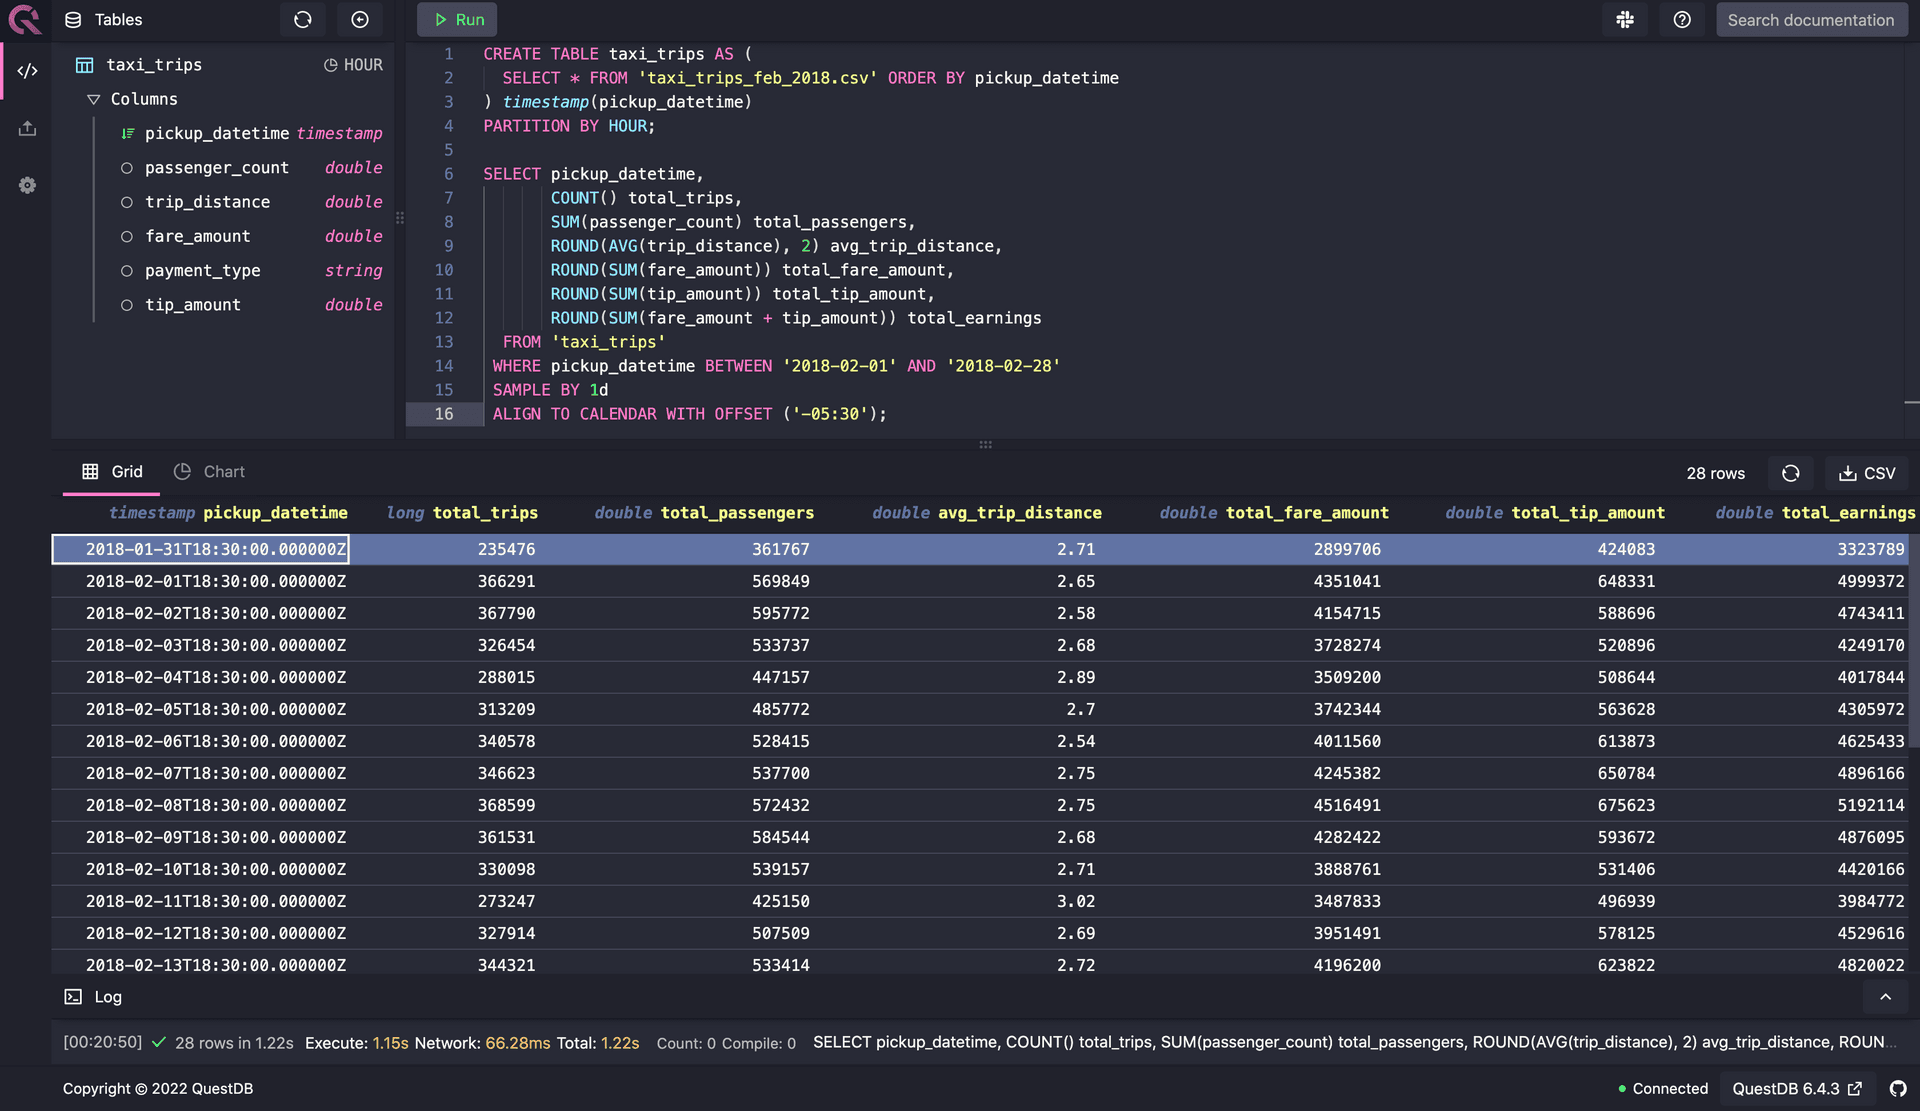 Tables
Run
Search documentation
taxi_trips HOUR
Columns
pickup_datetime timestamp
passenger_count double
trip_distance double
fare_amount double
payment_type string
tip_amount double
1 CREATE TABLE taxi_trips AS (
2 SELECT * FROM 'taxi_trips_feb_2018.csv' ORDER BY pickup_datetime
3 ) timestamp(pickup_datetime)
4 PARTITION BY HOUR;
5
6 SELECT pickup_datetime,
7 COUNT() total_trips,
8 SUM(passenger_count) total_passengers,
9 ROUND(AVG(trip_distance), 2) avg_trip_distance,
10 ROUND(SUM(fare_amount)) total_fare_amount,
11 ROUND(SUM(tip_amount)) total_tip_amount,
12 ROUND(SUM(fare_amount + tip_amount)) total_earnings
13 FROM 'taxi_trips'
14 WHERE pickup_datetime BETWEEN '2018-02-01' AND '2018-02-28'
15 SAMPLE BY 1d
16 ALIGN TO CALENDAR WITH OFFSET ('-05:30');
Grid Chart 28 rows CSV
timestamp pickup_datetime long total_trips double total_passengers double avg_trip_distance double total_fare_amount double total_tip_amount double total_earnings
2018-01-31T18:30:00.000000Z 235476 361767 2.71 2899706 424083 3323789
2018-02-01T18:30:00.000000Z 366291 569849 2.65 4351041 648331 4999372
2018-02-02T18:30:00.000000Z 367790 595772 2.58 4154715 588696 4743411
2018-02-03T18:30:00.000000Z 326454 533737 2.68 3728274 520896 4249170
2018-02-04T18:30:00.000000Z 288015 447157 2.89 3509200 508644 4017844
2018-02-05T18:30:00.000000Z 313209 485772 2.7 3742344 563628 4305972
2018-02-06T18:30:00.000000Z 340578 528415 2.54 4011560 613873 4625433
2018-02-07T18:30:00.000000Z 346623 537700 2.75 4245382 650784 4896166
2018-02-08T18:30:00.000000Z 368599 572432 2.75 4516491 675623 5192114
2018-02-09T18:30:00.000000Z 361531 584544 2.68 4282422 593672 4876095
2018-02-10T18:30:00.000000Z 330098 539157 2.71 3888761 531406 4420166
2018-02-11T18:30:00.000000Z 273247 425150 3.02 3487833 496939 3984772
2018-02-12T18:30:00.000000Z 327914 507509 2.69 3951491 578125 4529616
2018-02-13T18:30:00.000000Z 344321 533414 2.72 4196200 623822 4820022
Log
[00:20:50] 28 rows in 1.22s Execute: 1.15s Network: 66.28ms Total: 1.22s Count: 0 Compile: 0 SELECT pickup_datetime, COUNT() total_trips, SUM(passenger_count) total_passengers, ROUND(AVG(trip_distance), 2) avg_trip_distance, ROUN...
Copyright © 2022 QuestDB Connected QuestDB 6.4.3